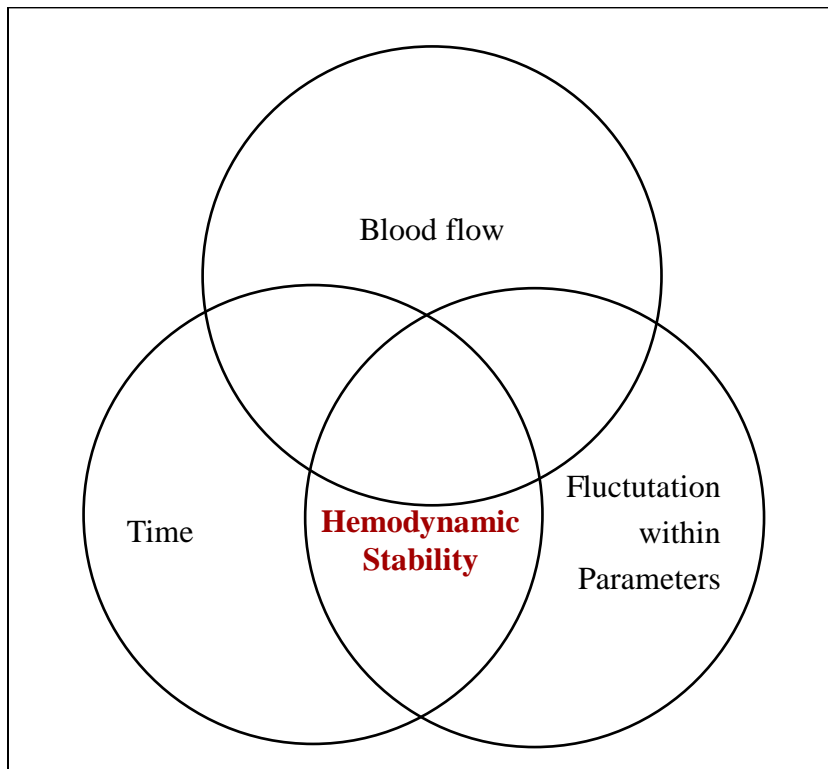 Blood flow
Time
Hemodynamic
Stability
Fluctutation
within
Parameters